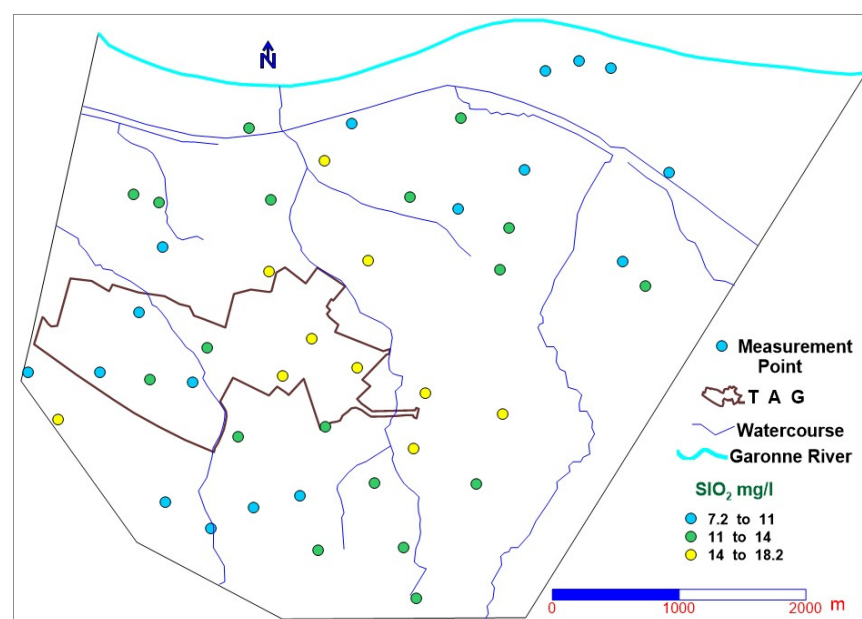 N
Measurement
Point
T A G
Watercourse
Garonne River
SIO₂ mg/l
7.2 to 11
11 to 14
14 to 18.2
0 1000 2000 m